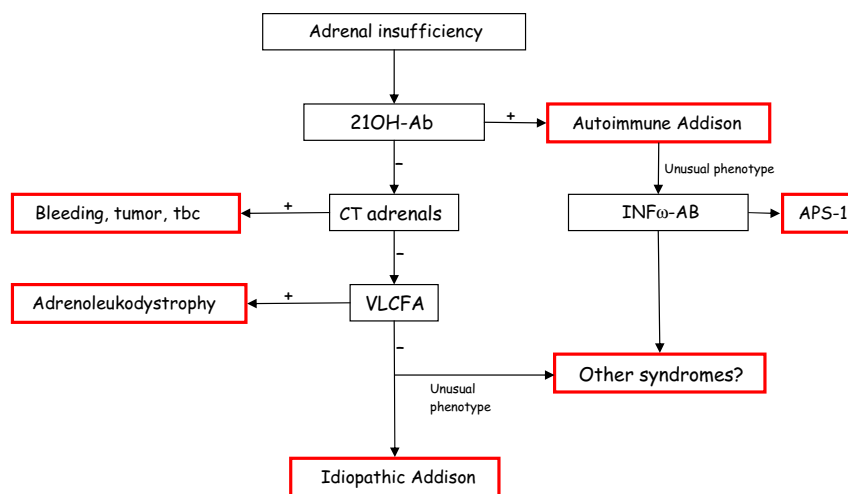 Adrenal insufficiency
21OH-Ab
+
Autoimmune Addison
–
Unusual phenotype
Bleeding, tumor, tbc
+
CT adrenals
INFω-AB
APS-1
–
Adrenoleukodystrophy
+
VLCFA
–
Other syndromes?
Unusual
phenotype
Idiopathic Addison